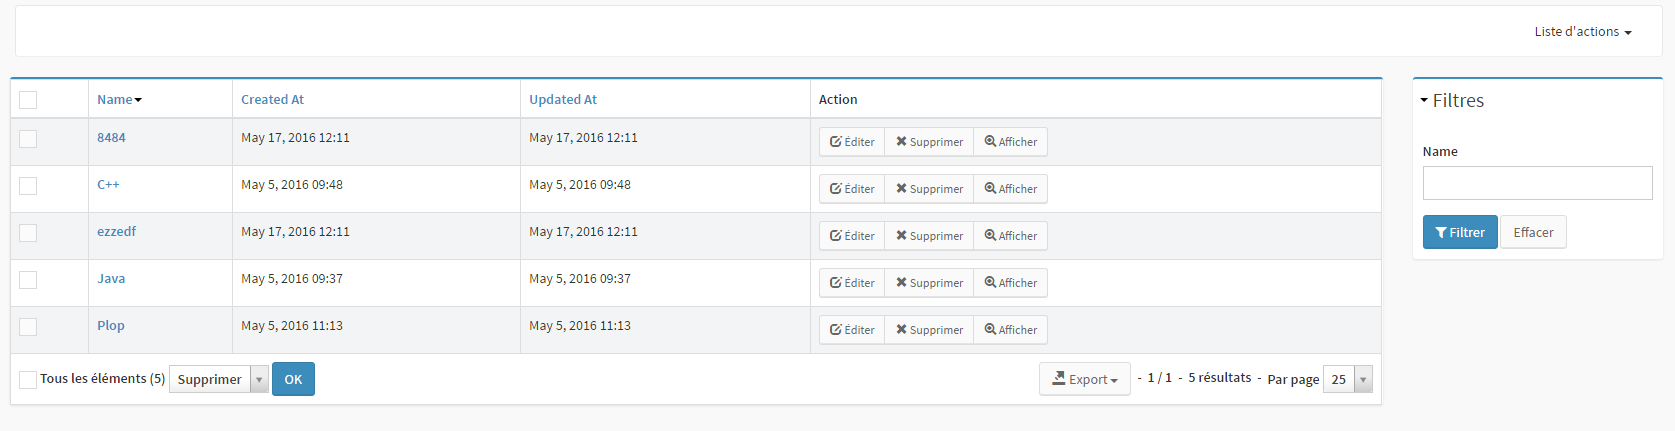 Liste d'actions
Name Created At Updated At Action
8484 May 17, 2016 12:11 May 17, 2016 12:11 Éditer Supprimer Afficher
C++ May 5, 2016 09:48 May 5, 2016 09:48 Éditer Supprimer Afficher
ezzedf May 17, 2016 12:11 May 17, 2016 12:11 Éditer Supprimer Afficher
Java May 5, 2016 09:37 May 5, 2016 09:37 Éditer Supprimer Afficher
Plop May 5, 2016 11:13 May 5, 2016 11:13 Éditer Supprimer Afficher
Tous les éléments (5) Supprimer OK Export - 1 / 1 - 5 résultats - Par page 25
Filtres
Name
Filtrer Effacer